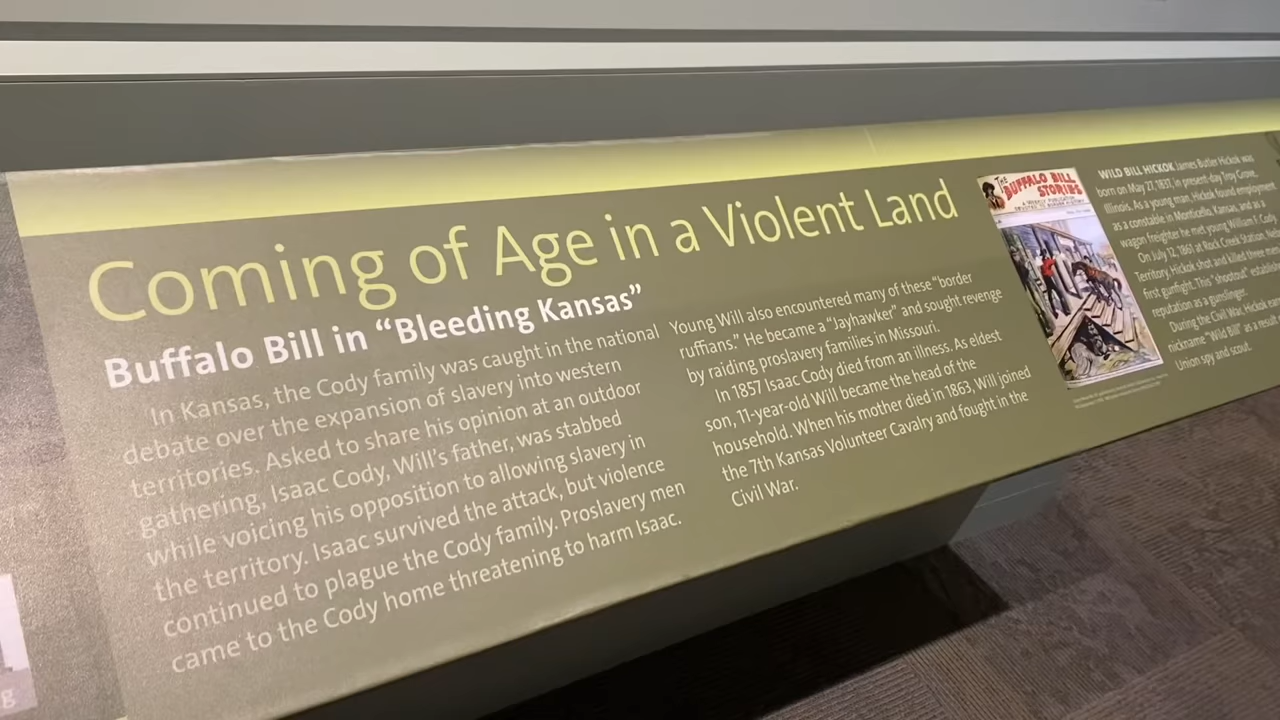 Coming of Age in a Violent Land
Buffalo Bill in “Bleeding Kansas”
In Kansas, the Cody family was caught in the national
debate over the expansion of slavery into western
territories. Asked to share his opinion at an outdoor
gathering, Isaac Cody, Will’s father, was stabbed
while voicing his opposition to allowing slavery in
the territory. Isaac survived the attack, but violence
continued to plague the Cody family. Proslavery men
came to the Cody home threatening to harm Isaac.
Young Will also encountered many of these “border
ruffians.” He became a “Jayhawker” and sought revenge
by raiding proslavery families in Missouri.
In 1857 Isaac Cody died from an illness. As eldest
son, 11-year-old Will became the head of the
household. When his mother died in 1863, Will joined
the 7th Kansas Volunteer Cavalry and fought in the
Civil War.
THE
BUFFALO BILL
STORIES
A WEEKLY PUBLICATION
DEVOTED TO BORDER HISTORY
WILD BILL HICKOK James Butler Hickok was
born on May 27, 1837, in present-day Troy Grove,
Illinois. As a young man, Hickok found employment
as a constable in Monticello, Kansas, and as a
wagon freighter he met young William F. Cody
On July 12, 1861 at Rock Creek Station,
Territory, Hickok shot and killed three men
first gunfight. This “shootout”
reputation as a gunslinger.
During the Civil War, Hickok
nickname “Wild Bill” as a result
Union spy and scout.
g